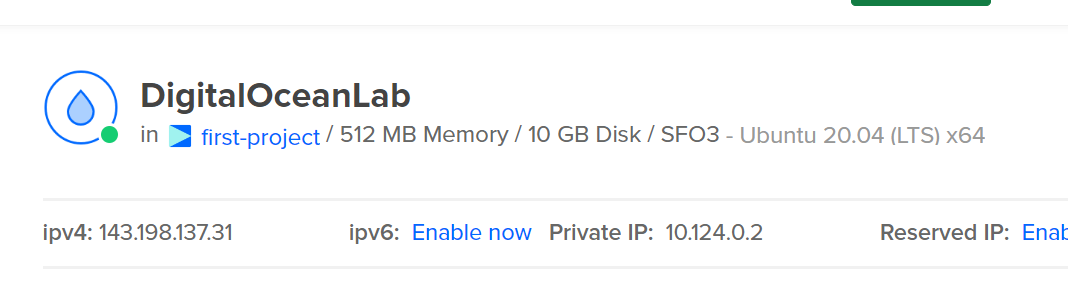 DigitalOceanLab
in first-project / 512 MB Memory / 10 GB Disk / SFO3 - Ubuntu 20.04 (LTS) x64
ipv4: 143.198.137.31 ipv6: Enable now Private IP: 10.124.0.2 Reserved IP: